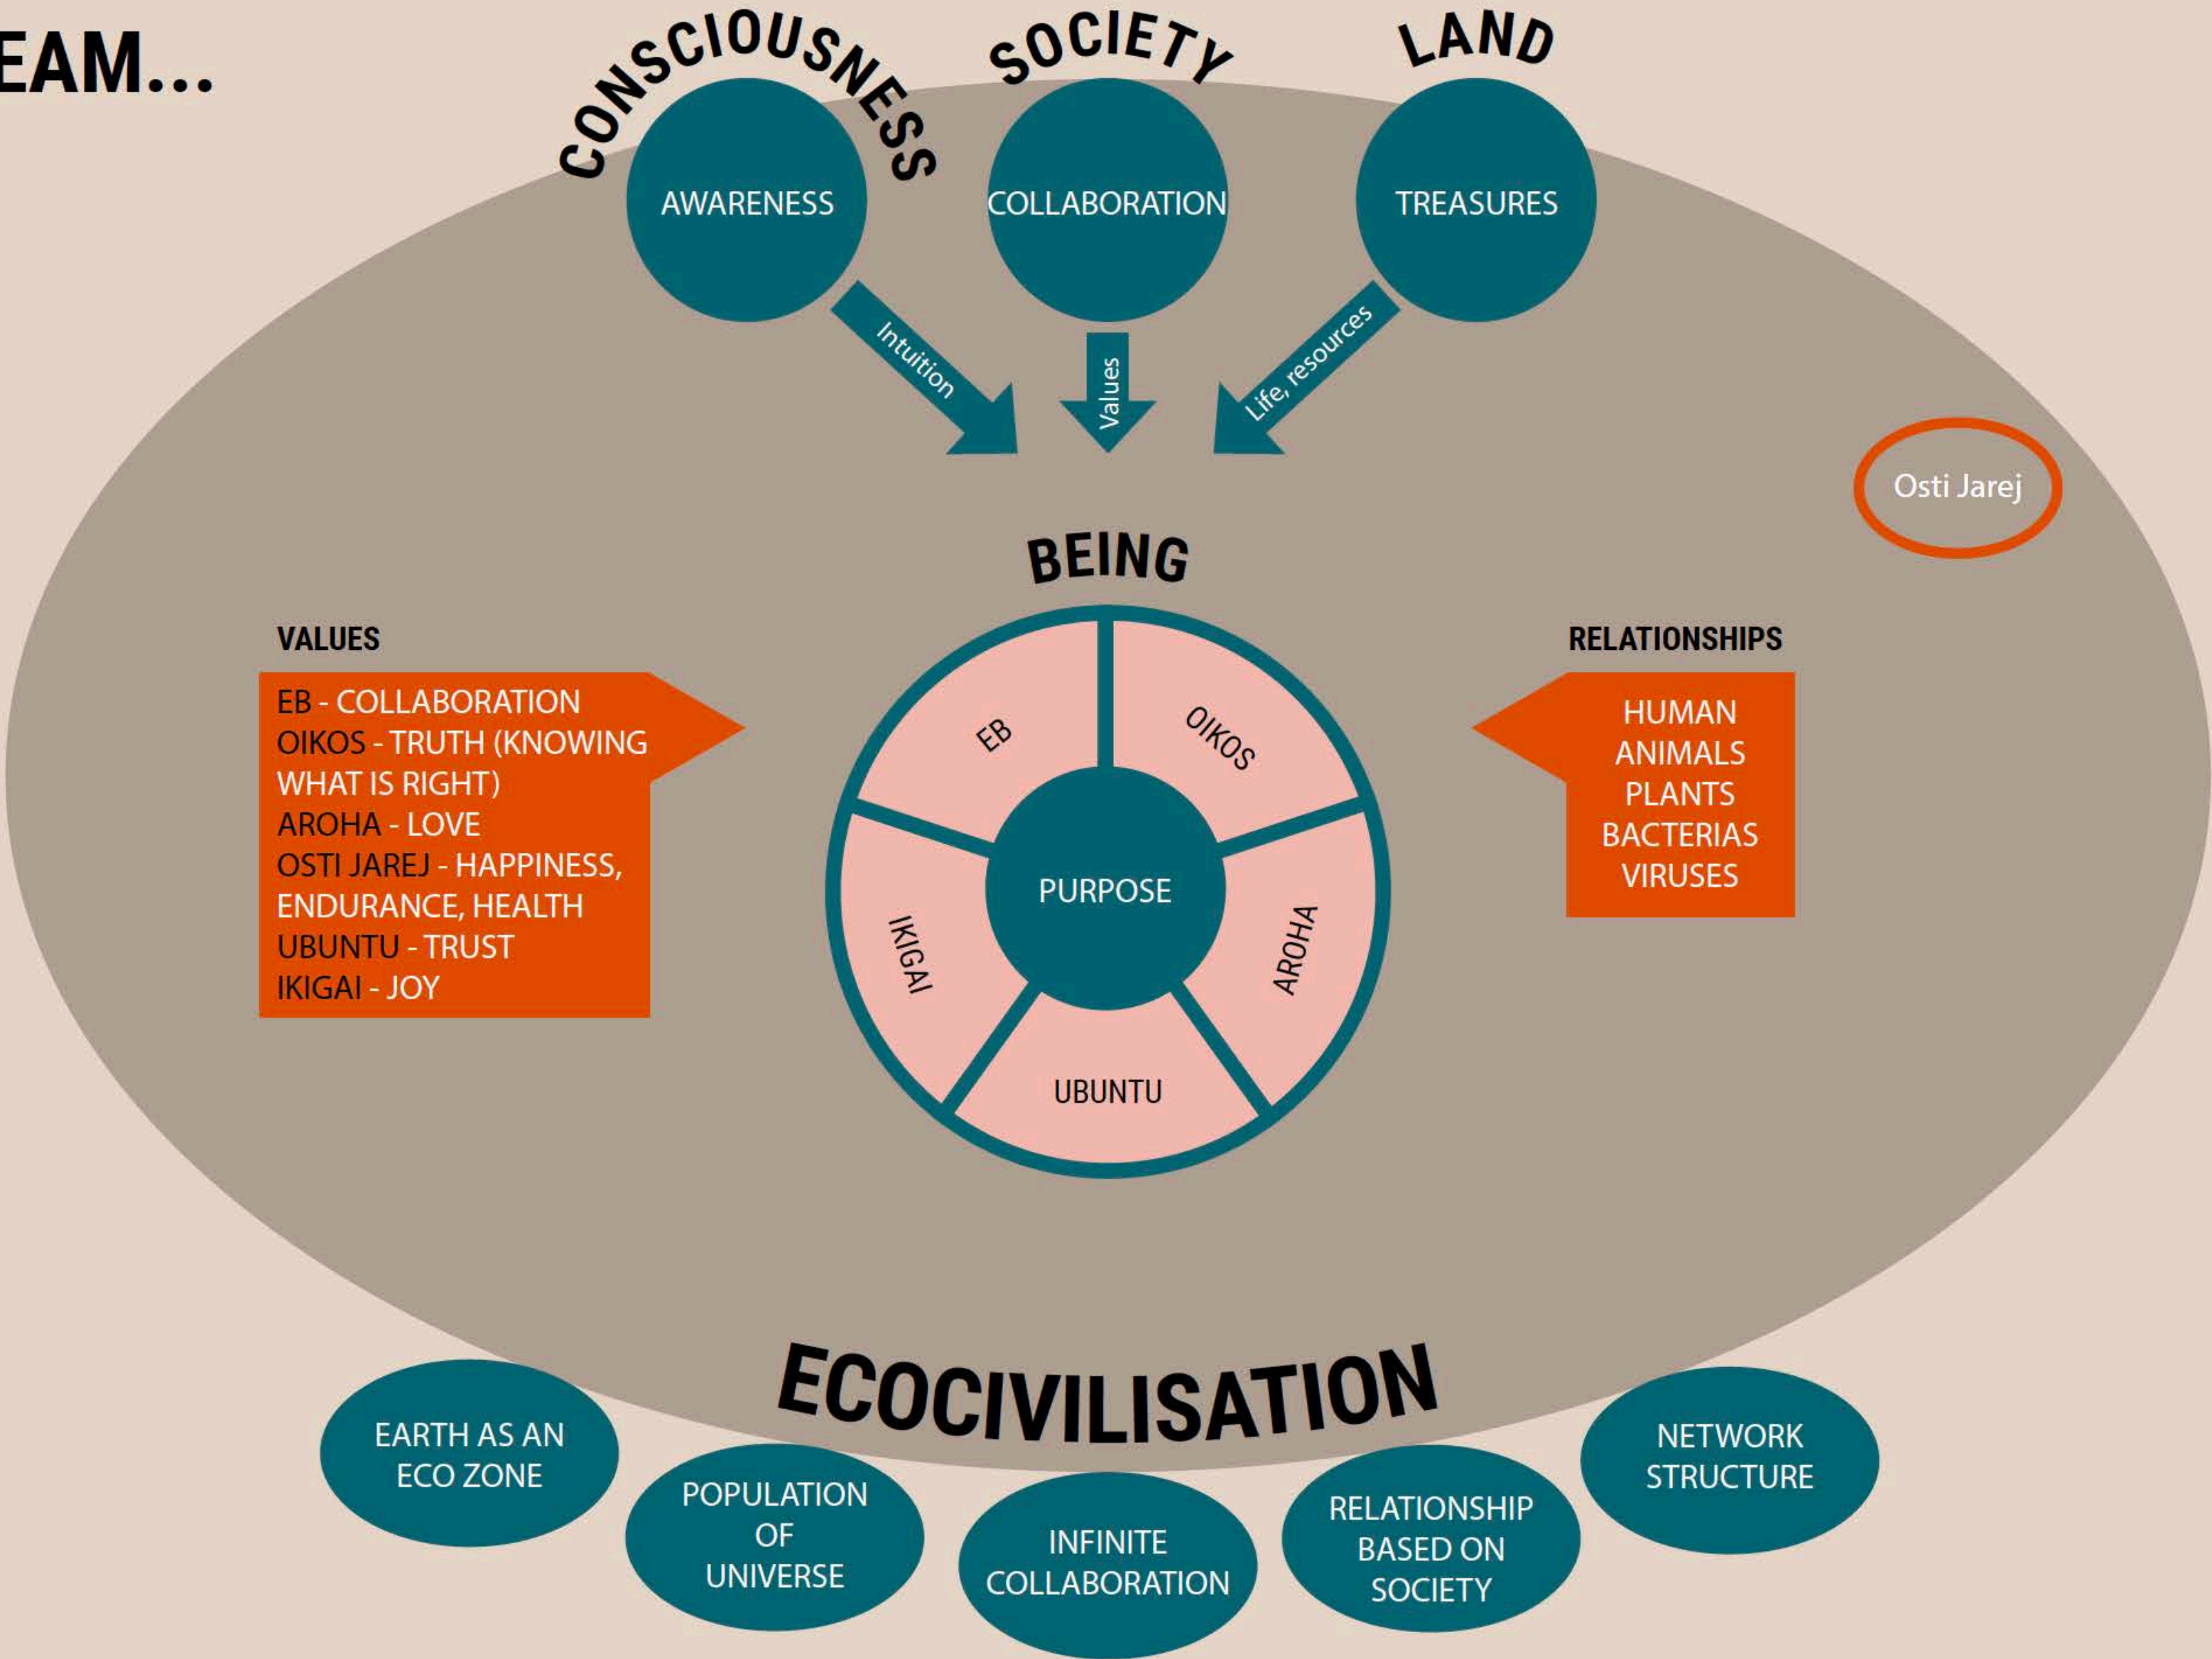 EAM...
CONSCIOUSNESS
SOCIETY
LAND
AWARENESS
COLLABORATION
TREASURES
Intuition
Values
Life, resources
Osti Jarej
BEING
VALUES
EB - COLLABORATION
OIKOS - TRUTH (KNOWING
WHAT IS RIGHT)
AROHA - LOVE
OSTI JAREJ - HAPPINESS,
ENDURANCE, HEALTH
UBUNTU - TRUST
IKIGAI - JOY
EB
OIKOS
PURPOSE
IKIGAI
AROHA
UBUNTU
RELATIONSHIPS
HUMAN
ANIMALS
PLANTS
BACTERIAS
VIRUSES
ECOCIVILISATION
EARTH AS AN
ECO ZONE
POPULATION
OF
UNIVERSE
INFINITE
COLLABORATION
RELATIONSHIP
BASED ON
SOCIETY
NETWORK
STRUCTURE